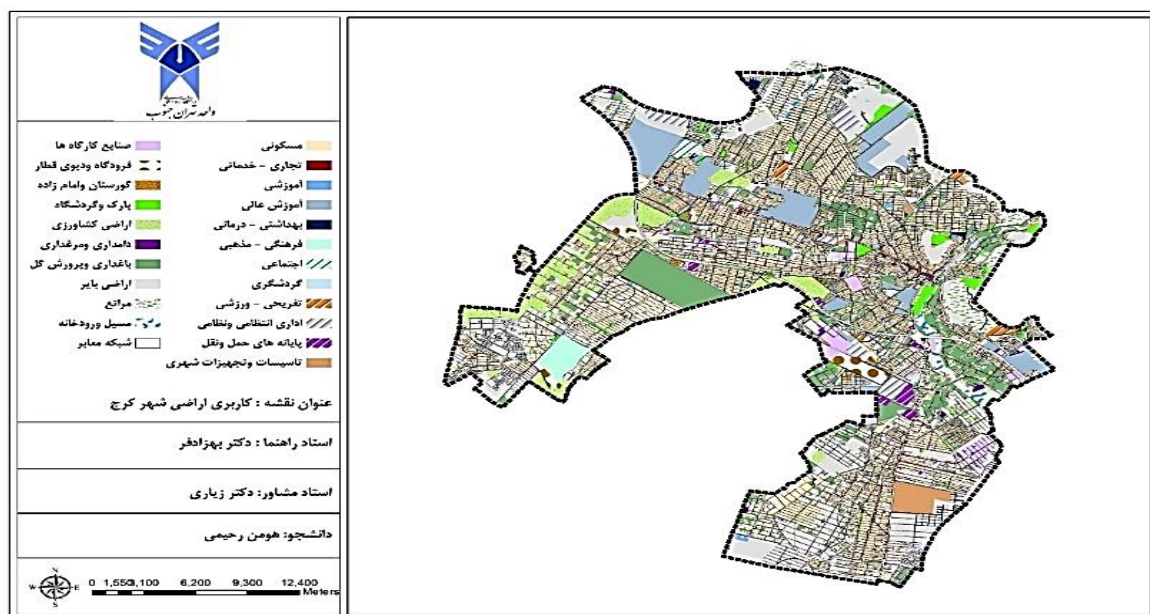 واحد تهران جنوب
مسکونی
تجاری - خدماتی
آموزشی
آموزش عالی
بهداشتی - درمانی
فرهنگی - مذهبی
اجتماعی
گردشگری
تفریحی - ورزشی
اداری انتظامی ونظامی
پایانه های حمل ونقل
تاسیسات وتجهیزات شهری
صنایع کارگاه ها
فرودگاه ودپوی قطار
گورستان وامام زاده
پارک وگردشگاه
اراضی کشاورزی
دامداری ومرغداری
باغداری وپرورش گل
اراضی بایر
مراتع
مسیل ورودخانه
شبکه معابر
عنوان نقشه : کاربری اراضی شهر کرج
استاد راهنما : دکتر بهزادفر
استاد مشاور: دکتر زیاری
دانشجو: هومن رحیمی
N
W E
S
0 1,550 3,100 6,200 9,300 12,400
Meters